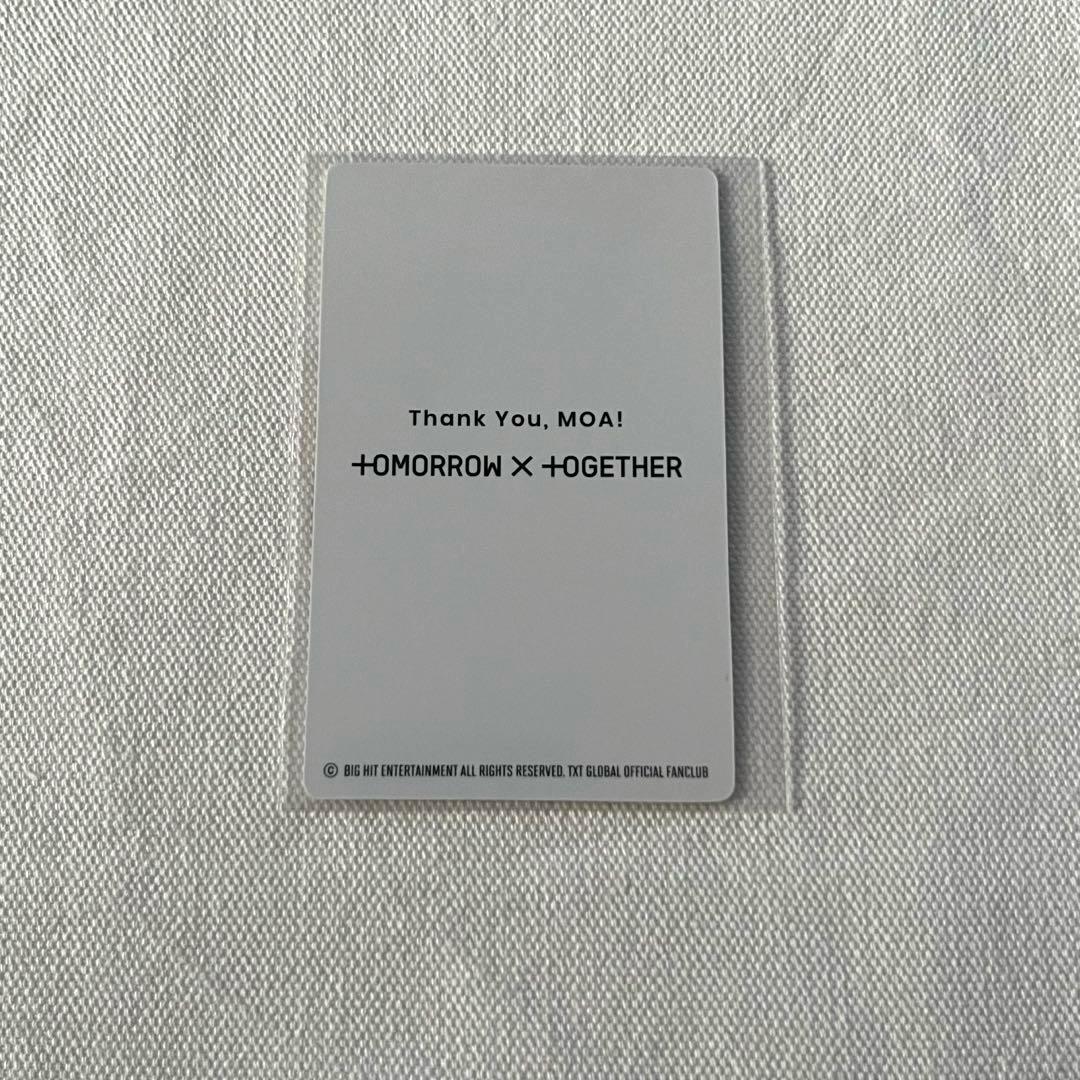 Thank You, MOA!
TOMORROW X TOGETHER
© BIG HIT ENTERTAINMENT ALL RIGHTS RESERVED. TXT GLOBAL OFFICIAL FANCLUB